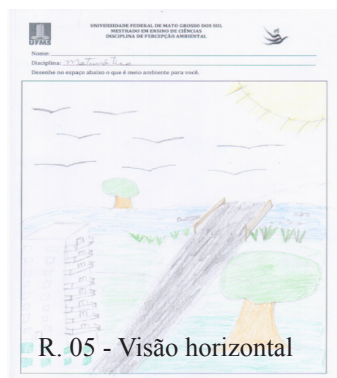 UNIVERSIDADE FEDERAL DE MATO GROSSO DO SUL
MESTRADO EM ENSINO DE CIÊNCIAS
DISCIPLINA DE PERCEPÇÃO AMBIENTAL
UFMS
Nome:
Disciplina:
Desenhe no espaço abaixo o que é meio ambiente para você.
R. 05 - Visão horizontal